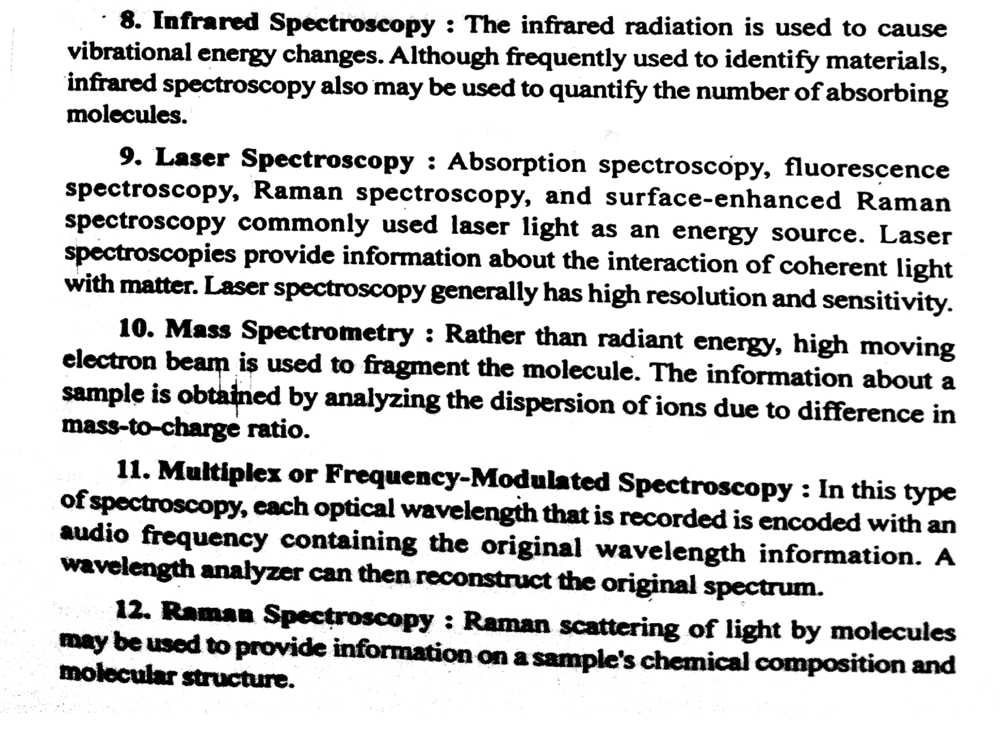 8. Infrared Spectroscopy : The infrared radiation is used to cause
vibrational energy changes. Although frequently used to identify materials,
infrared spectroscopy also may be used to quantify the number of absorbing
molecules.
9. Laser Spectroscopy : Absorption spectroscopy, fluorescence
spectroscopy, Raman spectroscopy, and surface-enhanced Raman
spectroscopy commonly used laser light as an energy source. Laser
spectroscopies provide information about the interaction of coherent light
with matter. Laser spectroscopy generally has high resolution and sensitivity.
10. Mass Spectrometry : Rather than radiant energy, high moving
electron beam is used to fragment the molecule. The information about a
sample is obtained by analyzing the dispersion of ions due to difference in
mass-to-charge ratio.
11. Multiplex or Frequency-Modulated Spectroscopy : In this type
of spectroscopy, each optical wavelength that is recorded is encoded with an
audio frequency containing the original wavelength information. A
wavelength analyzer can then reconstruct the original spectrum.
12. Raman Spectroscopy : Raman scattering of light by molecules
may be used to provide information on a sample's chemical composition and
molecular structure.